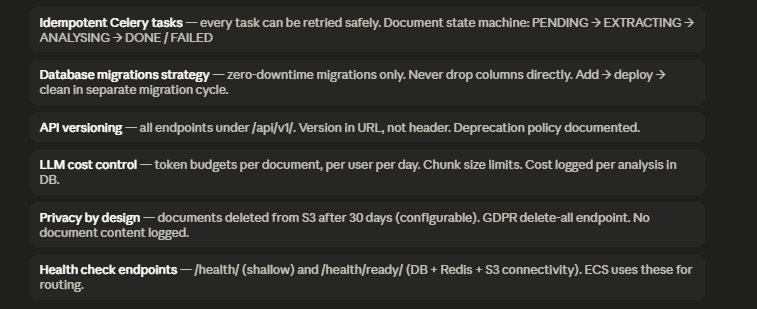 Idempotent Celery tasks — every task can be retried safely. Document state machine: PENDING → EXTRACTING →
ANALYSING → DONE / FAILED
Database migrations strategy — zero-downtime migrations only. Never drop columns directly. Add → deploy →
clean in separate migration cycle.
API versioning — all endpoints under /api/v1/. Version in URL, not header. Deprecation policy documented.
LLM cost control — token budgets per document, per user per day. Chunk size limits. Cost logged per analysis in
DB.
Privacy by design — documents deleted from S3 after 30 days (configurable). GDPR delete-all endpoint. No
document content logged.
Health check endpoints — /health/ (shallow) and /health/ready/ (DB + Redis + S3 connectivity). ECS uses these for
routing.